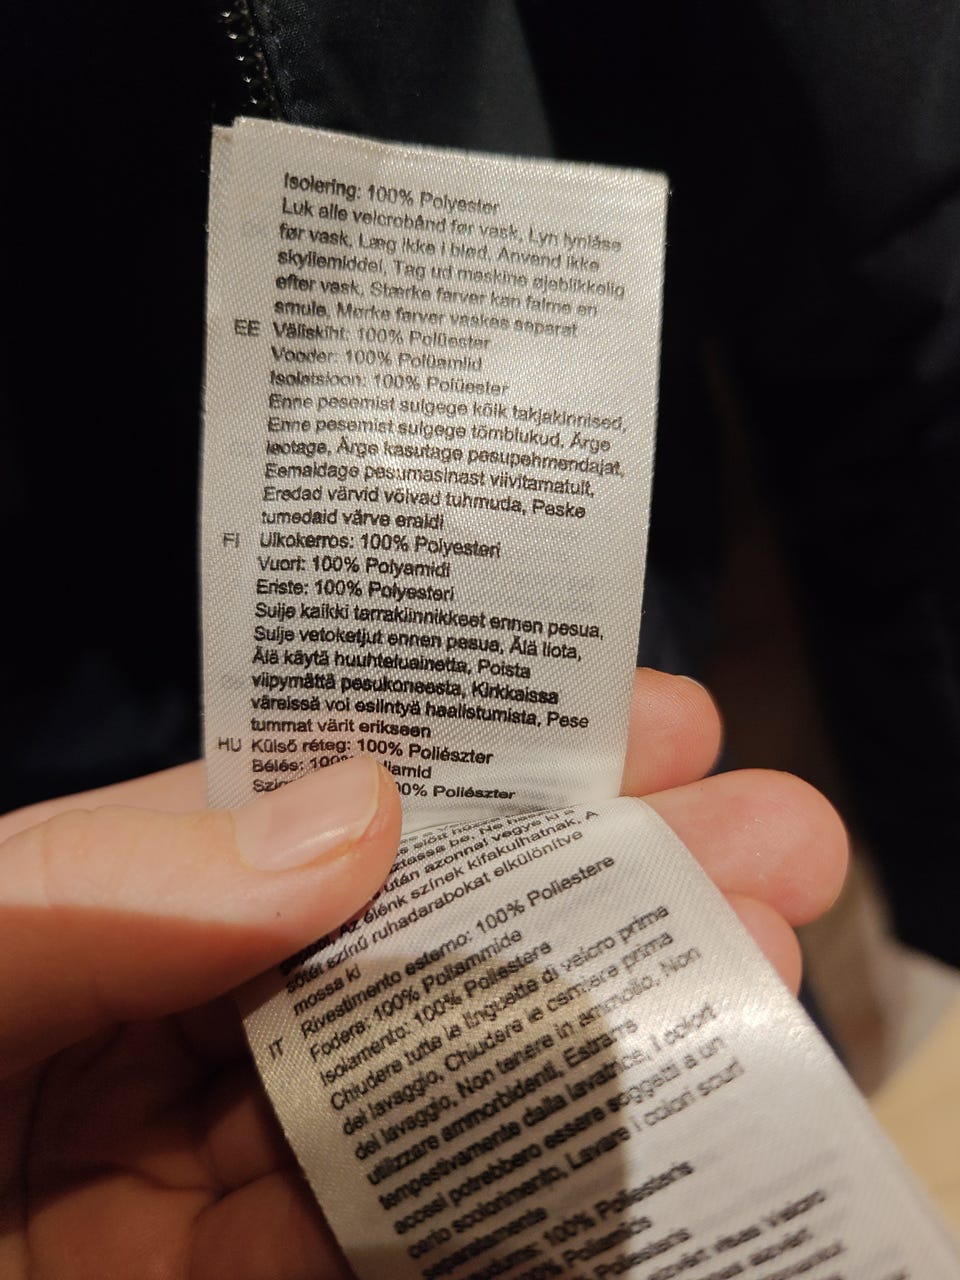 Isolering: 100% Polyester
Luk alle velcrobånd før vask, Lyn lynlåse
før vask, Læg ikke i blød, Anvend ikke
skyllemiddel, Tag ud maskine øjeblikkelig
efter vask, Stærke farver kan falme en
smule, Mørke farver vaskes separat
EE Väliskiht: 100% Polüester
Vooder: 100% Polüamiid
Isolatsioon: 100% Polüester
Enne pesemist sulgege kõik takjakinnised,
Enne pesemist sulgege tõmblukud, Ärge
leotage, Ärge kasutage pesupehmendajat,
Eemaldage pesumasinast viivitamatult,
Eredad värvid võivad tuhmuda, Peske
tumedaid värve eraldi
FI Ulkokerros: 100% Polyesteri
Vuori: 100% Polyamidi
Eriste: 100% Polyesteri
Sulje kaikki tarrakiinnikkeet ennen pesua,
Sulje vetoketjut ennen pesua, Älä liota,
Älä käytä huuhteluainetta, Poista
viipymättä pesukoneesta, Kirkkaissa
väreissä voi esiintyä haalistumista, Pese
tummat värit erikseen
HU Külső réteg: 100% Poliészter
Bélés: 100%
100% Poliészter
be, Ne
után azonnal vegye ki a
Az élénk színek kifakulhatnak, A
sötét színű ruhadarabokat elkülönítve
mossa ki
IT Rivestimento esterno: 100% Poliestere
Fodera: 100% Poliammide
Isolamento: 100% Poliestere
Chiudere tutte le linguette di velcro prima
del lavaggio, Chiudere le cerniere prima
del lavaggio, Non tenere in ammollo, Non
utilizzare ammorbidenti, Estrarre
tempestivamente dalla lavatrice, I colori
accesi potrebbero essere soggetti a un
certo scolorimento, Lavare i colori scuri
separatamente
100% Poliesteris